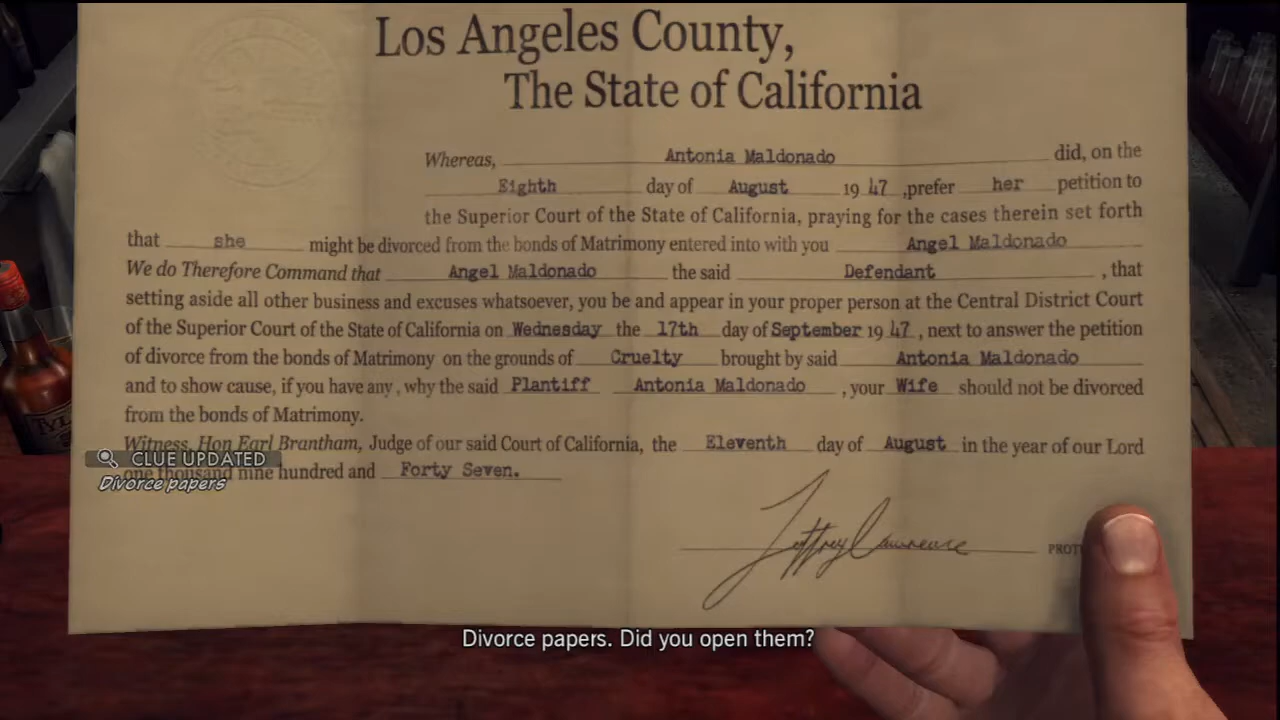 Los Angeles County,
The State of California
Whereas, Antonia Maldonado did, on the
Eighth day of August 19 47 ,prefer her petition to
the Superior Court of the State of California, praying for the cases therein set forth
that she might be divorced from the bonds of Matrimony entered into with you Angel Maldonado
We do Therefore Command that Angel Maldonado the said Defendant , that
setting aside all other business and excuses whatsoever, you be and appear in your proper person at the Central District Court
of the Superior Court of the State of California on Wednesday the 17th day of September 19 47 , next to answer the petition
of divorce from the bonds of Matrimony on the grounds of Cruelty brought by said Antonia Maldonado
and to show cause, if you have any , why the said Plantiff Antonia Maldonado , your Wife should not be divorced
from the bonds of Matrimony.
Witness, Hon Earl Brantham, Judge of our said Court of California, the Eleventh day of August in the year of our Lord
CLUE UPDATED
one thousand nine hundred and Forty Seven.
Divorce papers
Jeffrey Lawrence
Divorce papers. Did you open them?